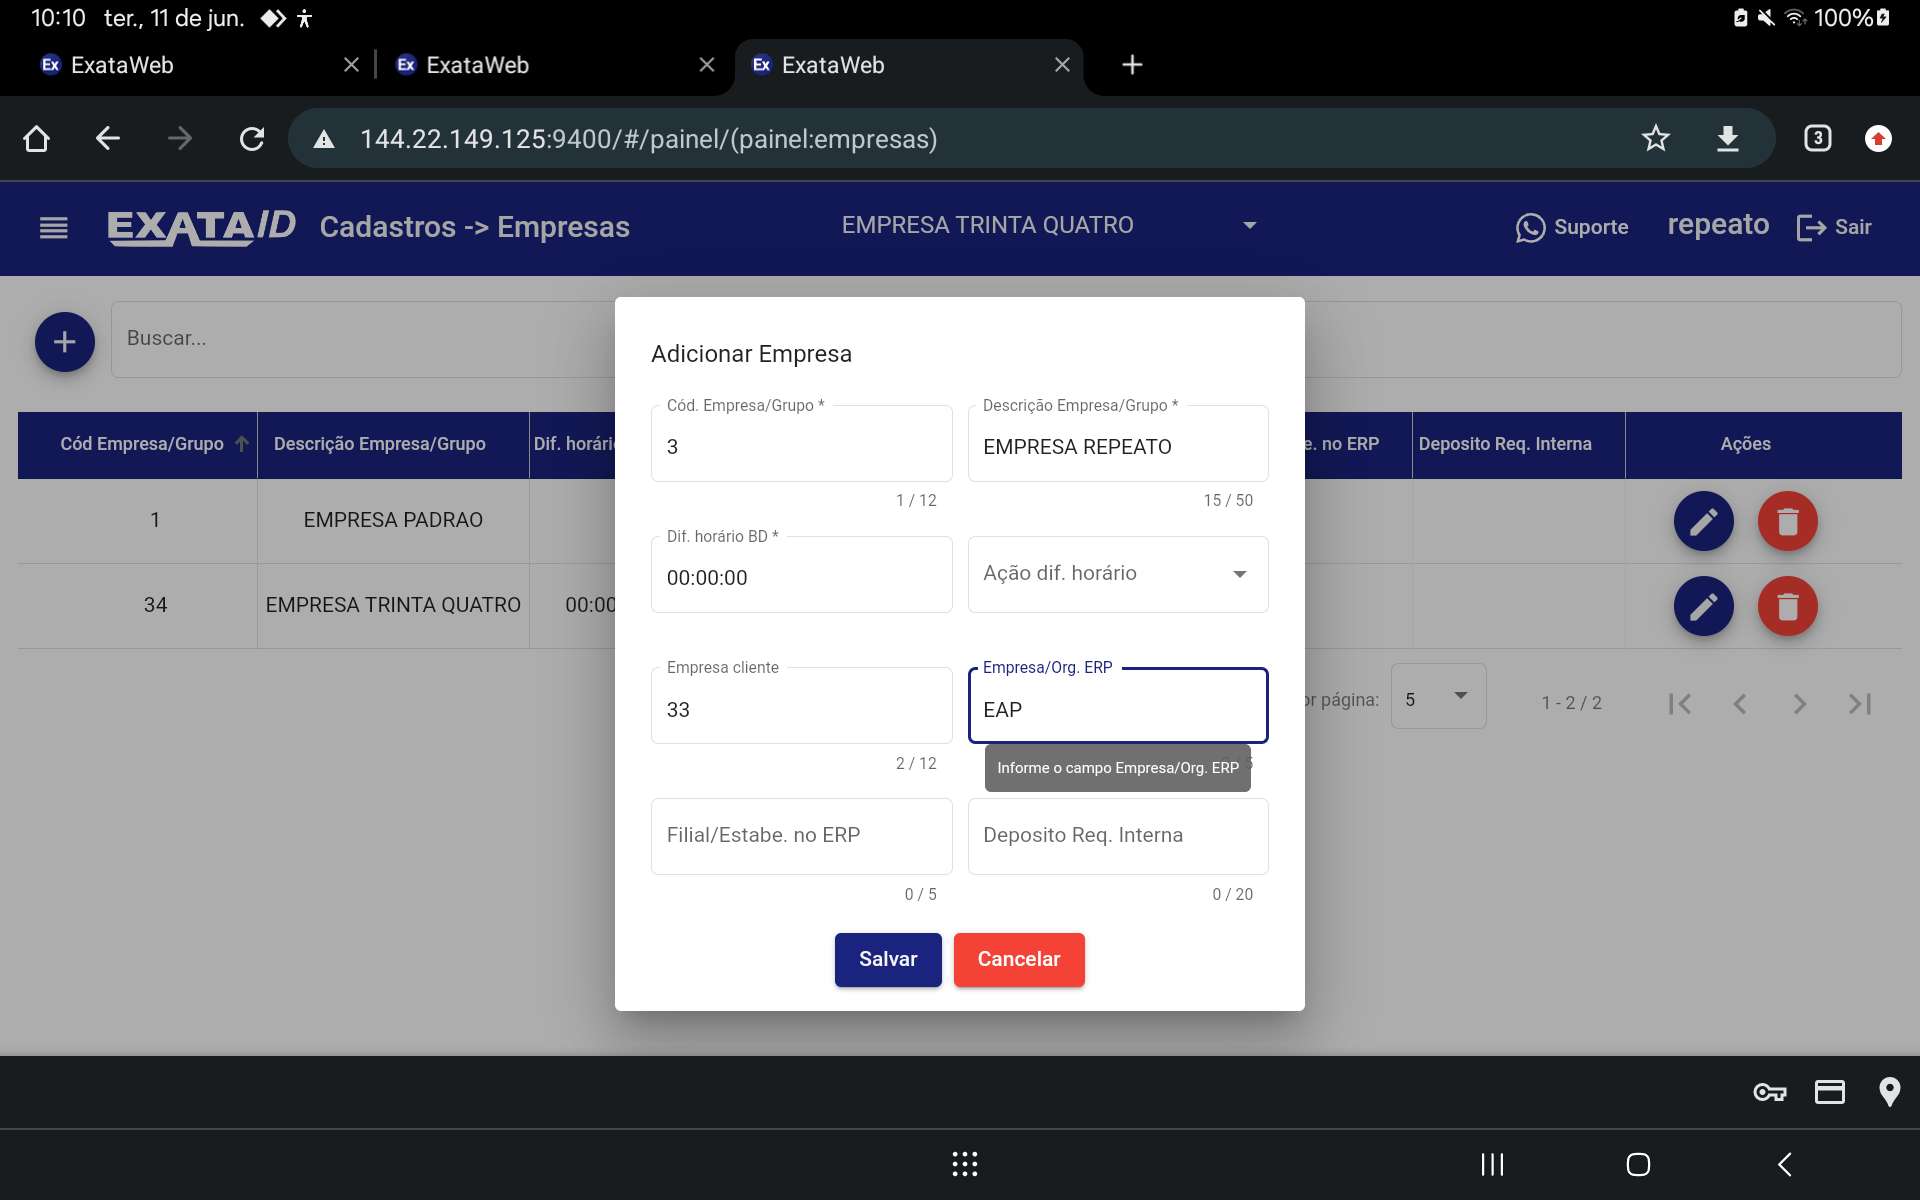 10:10 ter., 11 de jun. 100%
Ex ExataWeb Ex ExataWeb Ex ExataWeb
144.22.149.125:9400/#/painel/(painel:empresas) 3
EXATA/ID Cadastros -> Empresas EMPRESA TRINTA QUATRO Suporte repeato Sair
Buscar...
Adicionar Empresa
Cód. Empresa/Grupo * Descrição Empresa/Grupo *
3 EMPRESA REPEATO
1 / 12 15 / 50
Dif. horário BD *
00:00:00 Ação dif. horário
Empresa cliente Empresa/Org. ERP
33 EAP
2 / 12 5
Informe o campo Empresa/Org. ERP
Filial/Estabe. no ERP Deposito Req. Interna
0 / 5 0 / 20
Salvar Cancelar
Cód Empresa/Grupo Descrição Empresa/Grupo Dif. horári e. no ERP Deposito Req. Interna Ações
1 EMPRESA PADRAO
34 EMPRESA TRINTA QUATRO 00:00
or página: 5 1 - 2 / 2